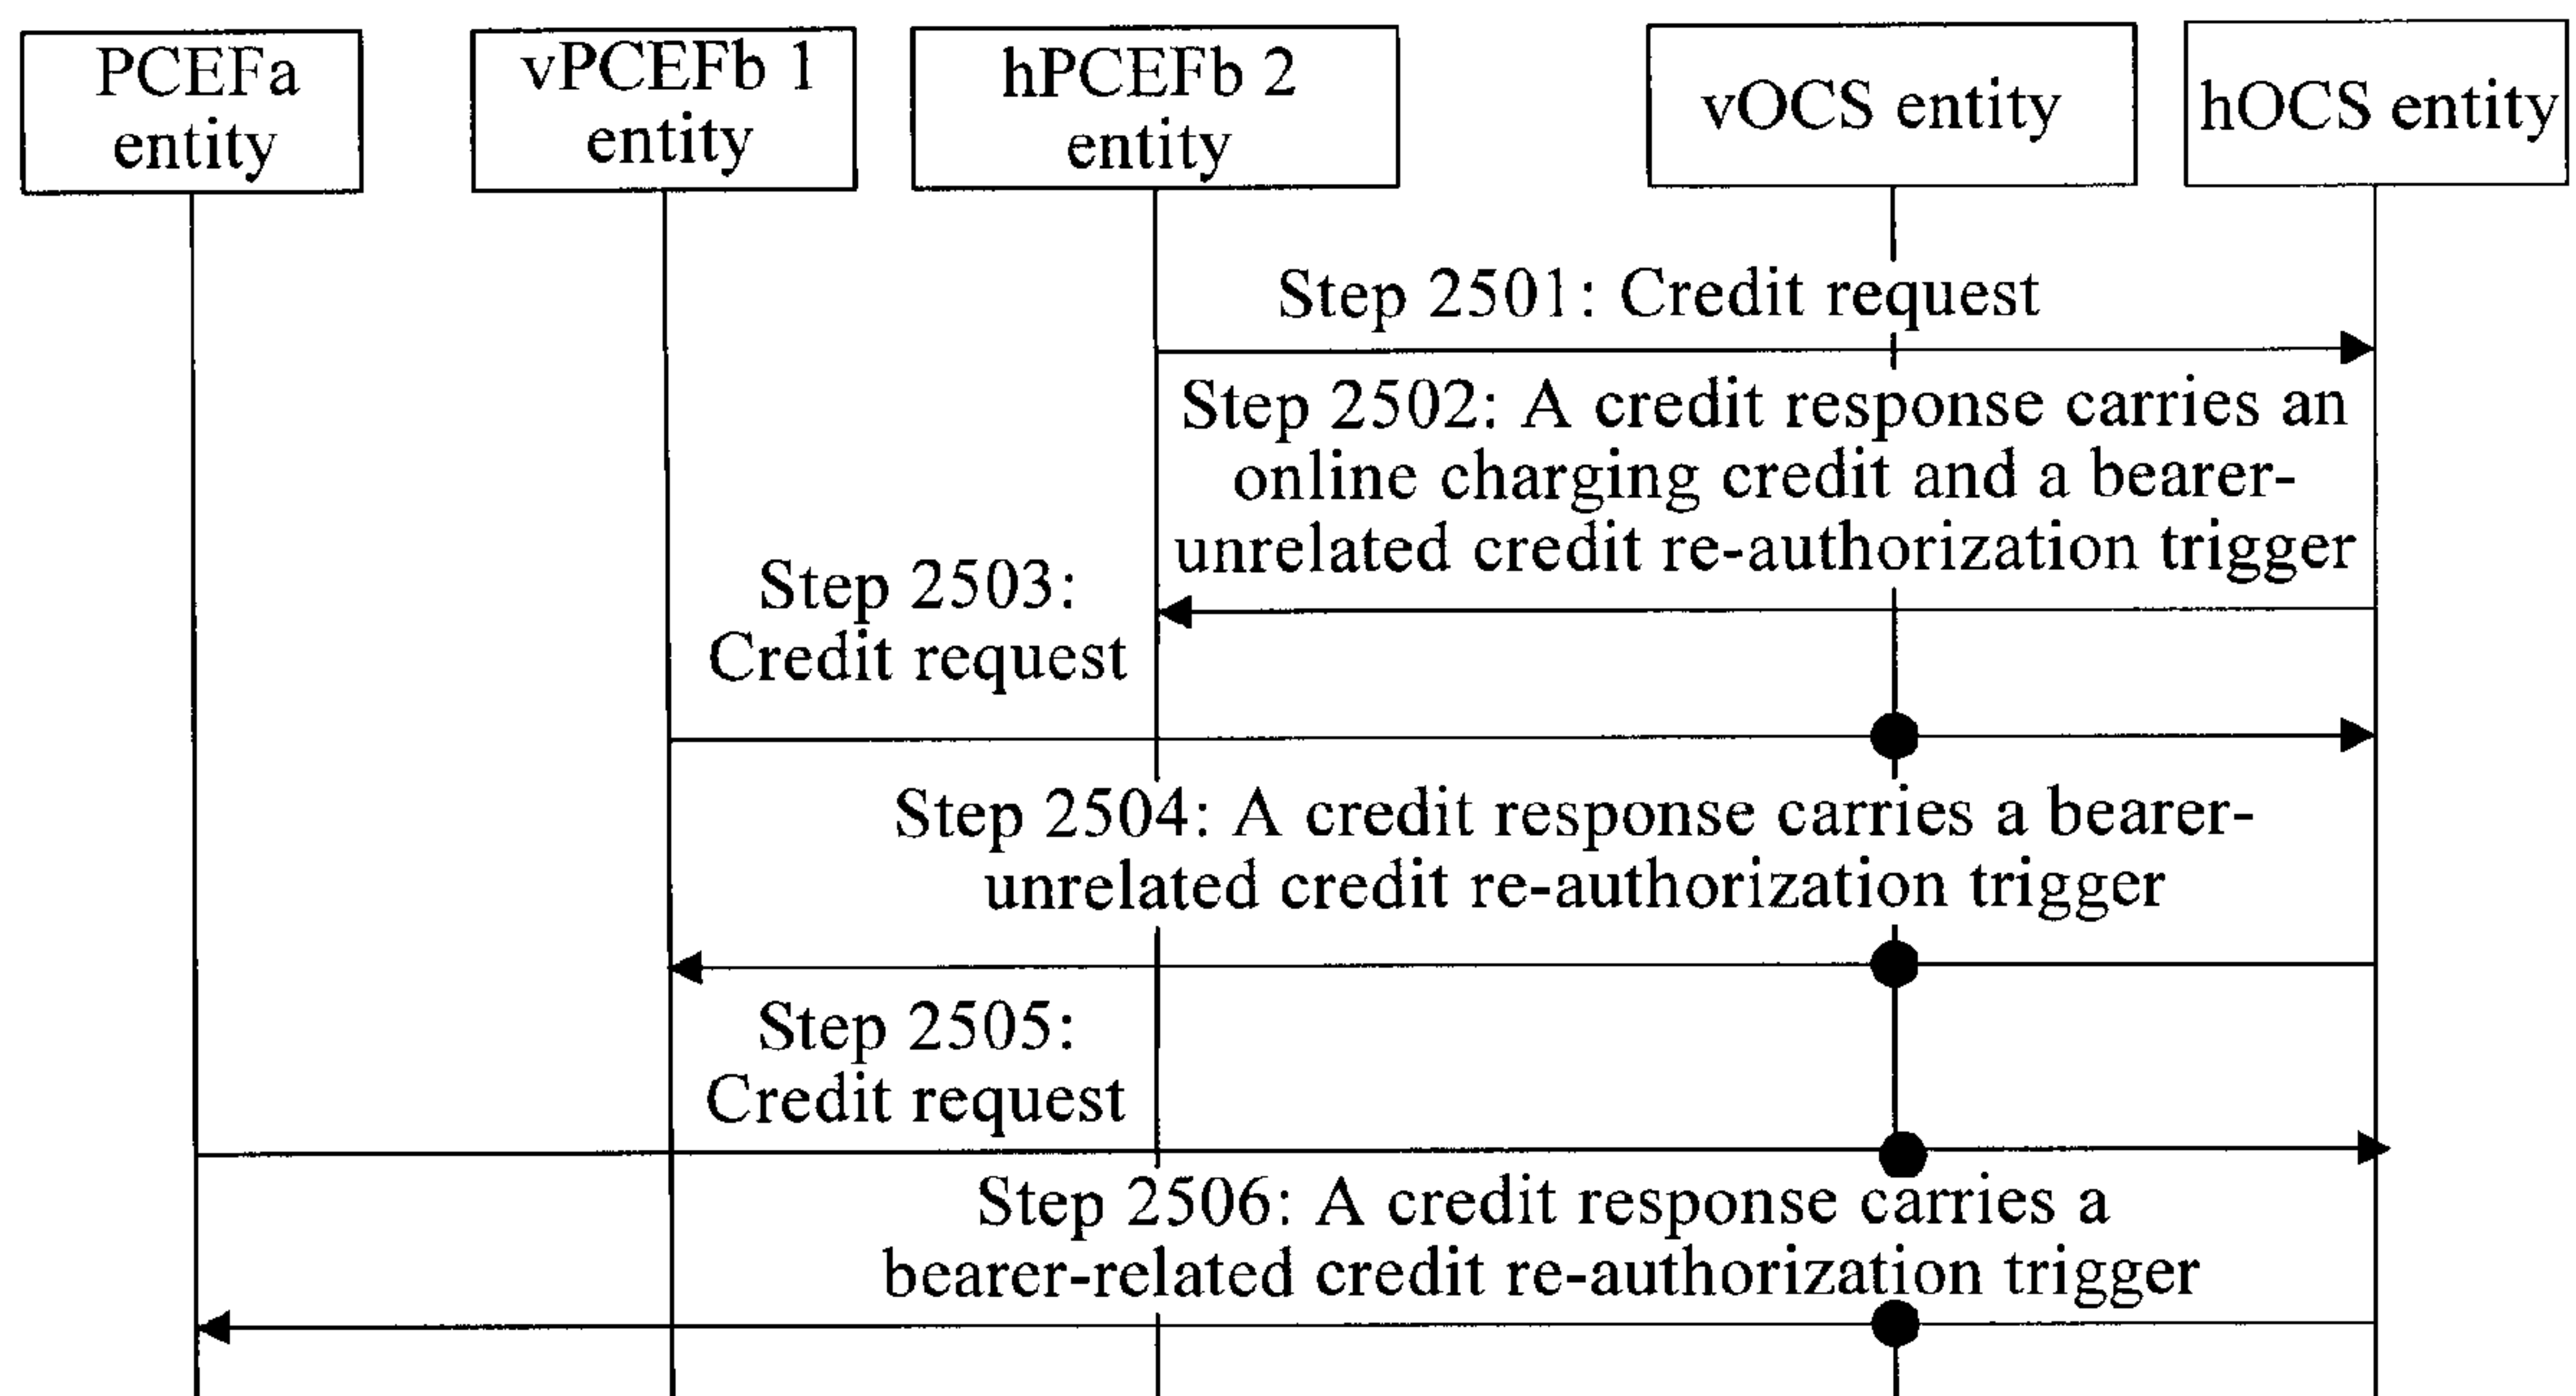 PCEFa
entity
vPCEFb 1
entity
hPCEFb 2
entity
vOCS entity
hOCS entity
Step 2501: Credit request
Step 2502: A credit response carries an
online charging credit and a bearer-
unrelated credit re-authorization trigger
Step 2503:
Credit request
Step 2504: A credit response carries a bearer-
unrelated credit re-authorization trigger
Step 2505:
Credit request
Step 2506: A credit response carries a
bearer-related credit re-authorization trigger